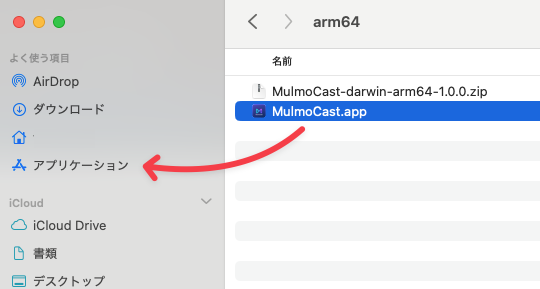 よく使う項目
AirDrop
ダウンロード
アプリケーション
iCloud
iCloud Drive
書類
デスクトップ
arm64
名前
MulmoCast-darwin-arm64-1.0.0.zip
MulmoCast.app